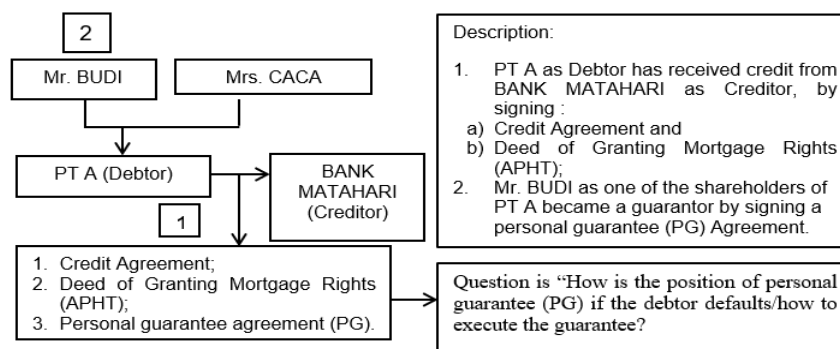 2
Mr. BUDI
Mrs. CACA
PT A (Debtor)
BANK
MATAHARI
(Creditor)
1
1. Credit Agreement;
2. Deed of Granting Mortgage Rights
(APHT);
3. Personal guarantee agreement (PG).
Description:
1. PT A as Debtor has received credit from
BANK MATAHARI as Creditor, by
signing :
a) Credit Agreement and
b) Deed of Granting Mortgage Rights
(APHT);
2. Mr. BUDI as one of the shareholders of
PT A became a guarantor by signing a
personal guarantee (PG) Agreement.
Question is “How is the position of personal
guarantee (PG) if the debtor defaults/how to
execute the guarantee?